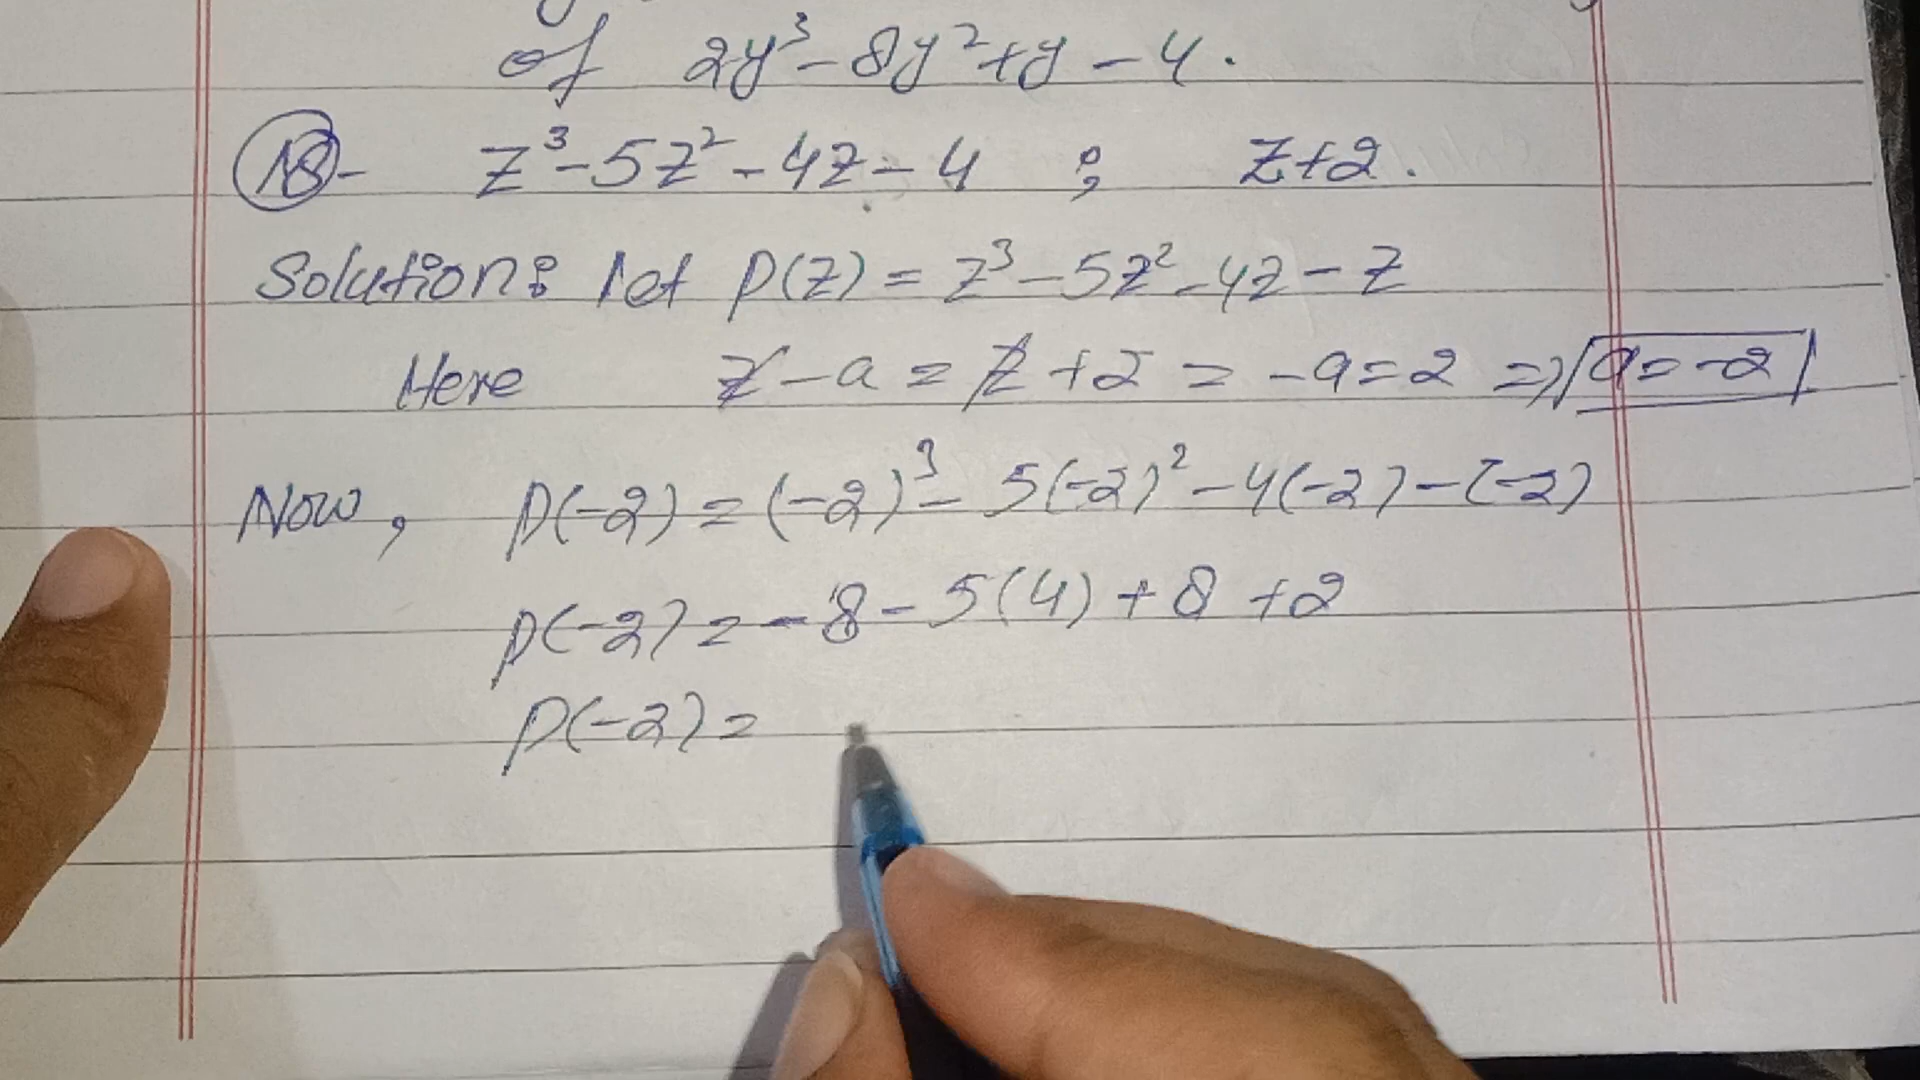 of 2y³-8y²+y-4.
18- z³-5z²-4z-4 ; z+2.
Solution: let p(z) = z³-5z²-4z-z
Here z-a = z+2 = -a=2 => a=-2
Now, p(-2) = (-2)³- 5(-2)²-4(-2)-(-2)
p(-2) = -8-5(4)+8+2
p(-2) =